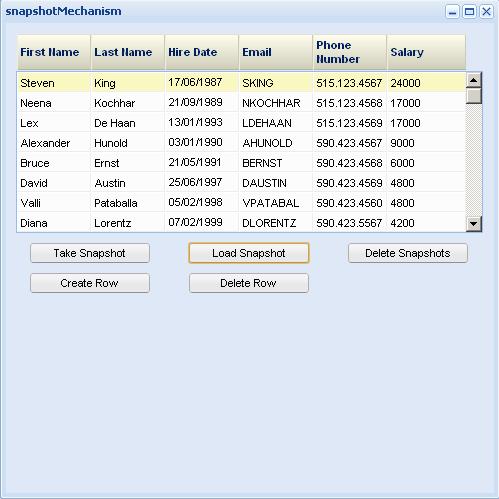 snapshotMechanism
First Name Last Name Hire Date Email Phone Number Salary
Steven King 17/06/1987 SKING 515.123.4567 24000
Neena Kochhar 21/09/1989 NKOCHHAR 515.123.4568 17000
Lex De Haan 13/01/1993 LDEHAAN 515.123.4569 17000
Alexander Hunold 03/01/1990 AHUNOLD 590.423.4567 9000
Bruce Ernst 21/05/1991 BERNST 590.423.4568 6000
David Austin 25/06/1997 DAUSTIN 590.423.4569 4800
Valli Pataballa 05/02/1998 VPATABAL 590.423.4560 4800
Diana Lorentz 07/02/1999 DLORENTZ 590.423.5567 4200
Take Snapshot Load Snapshot Delete Snapshots
Create Row Delete Row